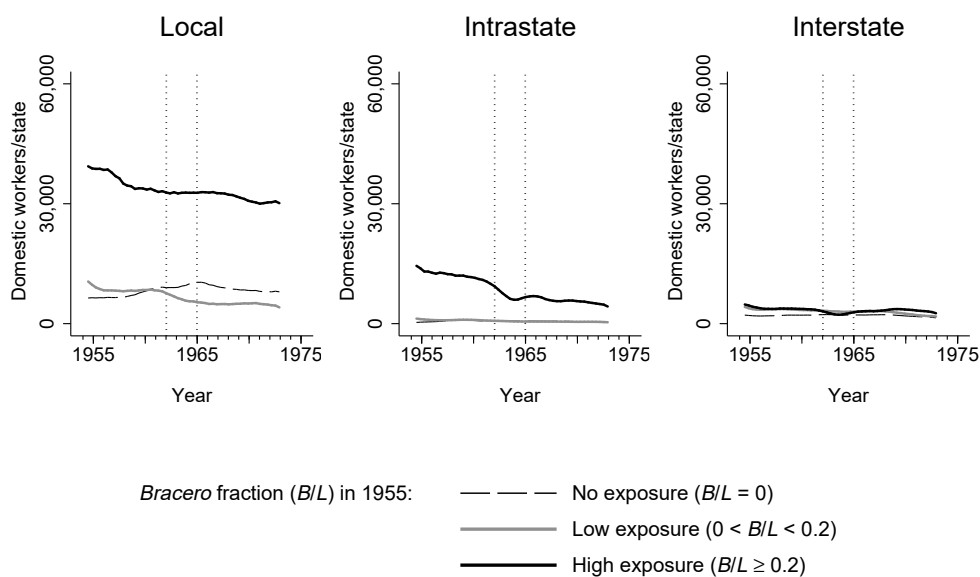 Local
Domestic workers/state
60,000
30,000
0
1955
1965
1975
Year
Intrastate
Domestic workers/state
60,000
30,000
0
1955
1965
1975
Year
Interstate
Domestic workers/state
60,000
30,000
0
1955
1965
1975
Year
Bracero fraction (B/L) in 1955:
No exposure (B/L = 0)
Low exposure (0 < B/L < 0.2)
High exposure (B/L ≥ 0.2)